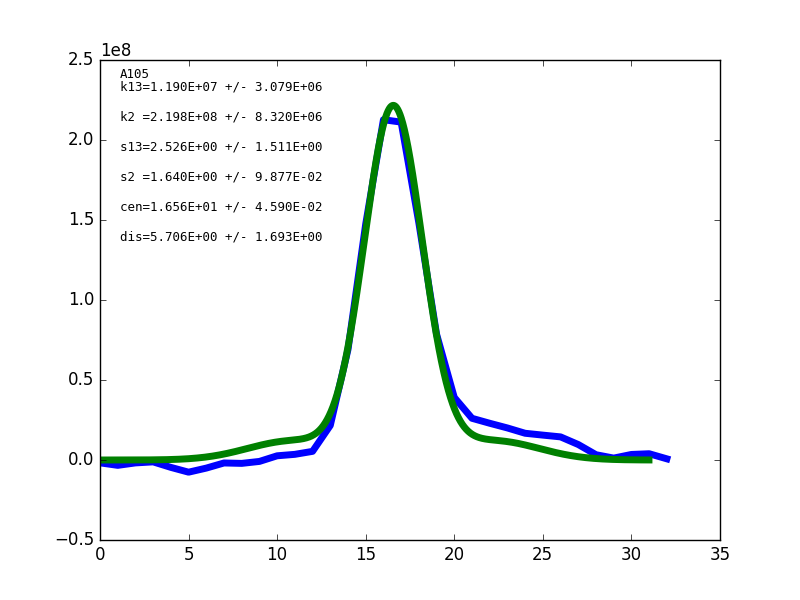 1e8
2.5
2.0
1.5
1.0
0.5
0.0
−0.5
A105
k13=1.190E+07 +/- 3.079E+06
k2 =2.198E+08 +/- 8.320E+06
s13=2.526E+00 +/- 1.511E+00
s2 =1.640E+00 +/- 9.877E-02
cen=1.656E+01 +/- 4.590E-02
dis=5.706E+00 +/- 1.693E+00
0 5 10 15 20 25 30 35